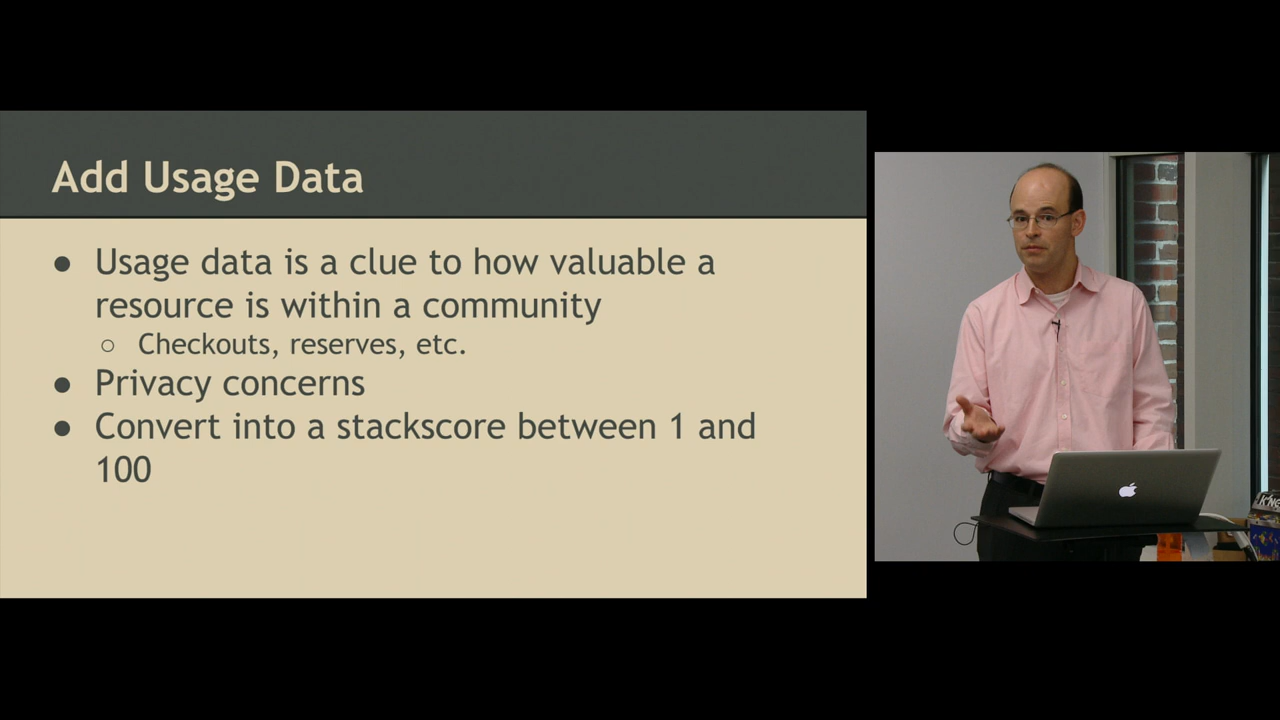 Add Usage Data
● Usage data is a clue to how valuable a
resource is within a community
○ Checkouts, reserves, etc.
● Privacy concerns
● Convert into a stackscore between 1 and
100